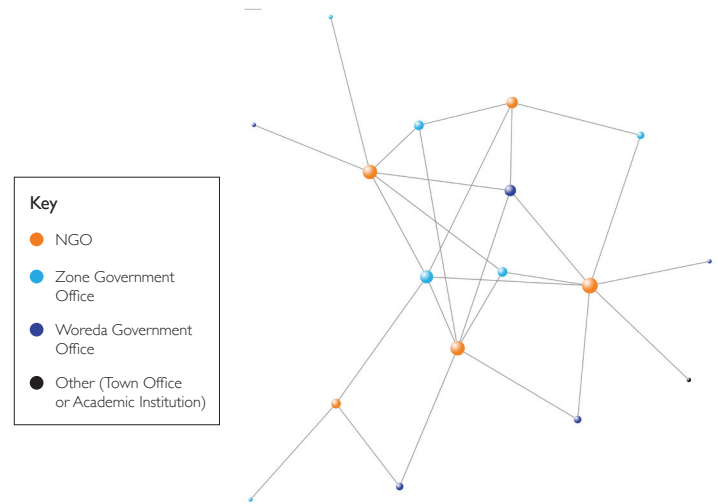 Key
NGO
Zone Government
Office
Woreda Government
Office
Other (Town Office
or Academic Institution)